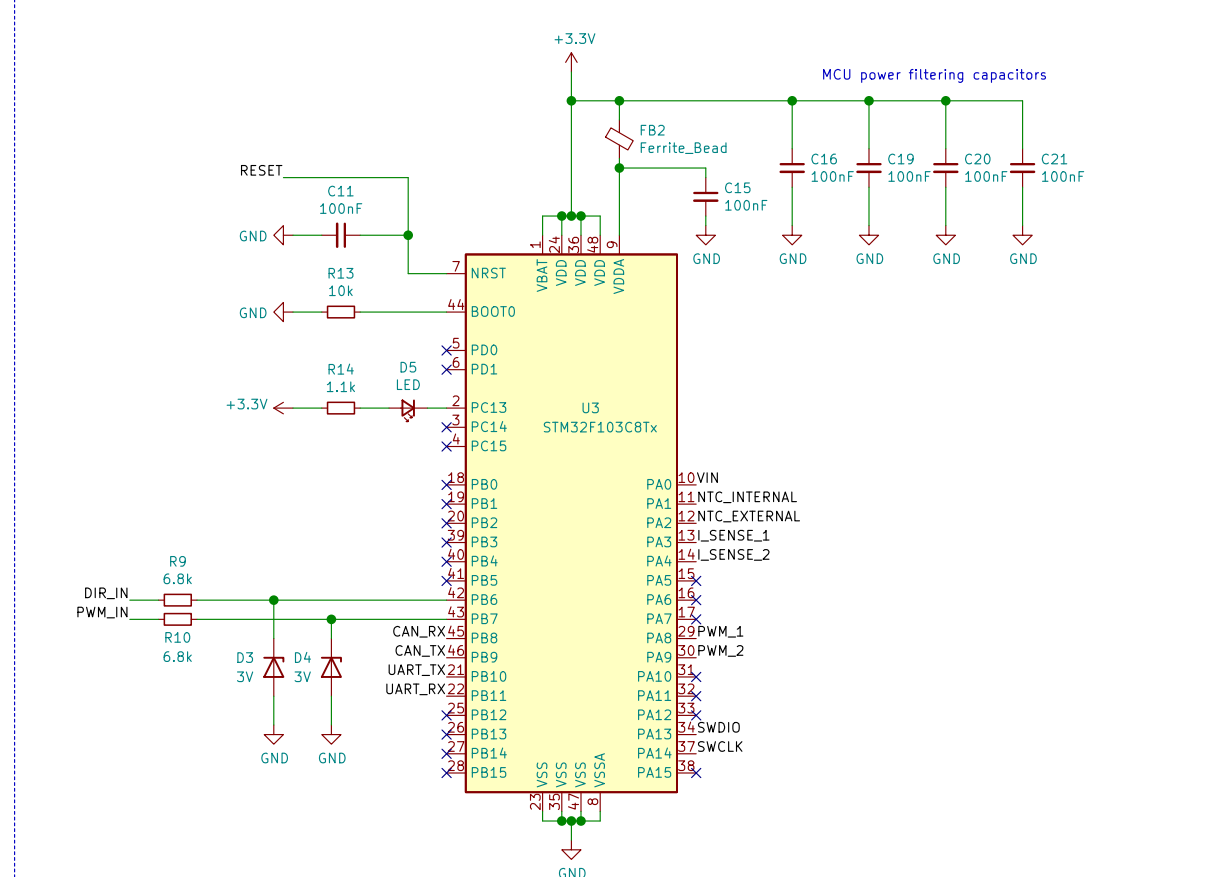 +3.3V
MCU power filtering capacitors
FB2
Ferrite_Bead
C16
100nF
C19
100nF
C20
100nF
C21
100nF
C15
100nF
GND
GND
GND
GND
GND
RESET
C11
100nF
GND
R13
10k
GND
R14
1.1k
+3.3V
D5
LED
1
24
36
48
9
VBAT
VDD
VDD
VDD
VDDA
7 NRST
44 BOOT0
5 PD0
6 PD1
2 PC13
3 PC14
4 PC15
U3
STM32F103C8Tx
18 PB0
19 PB1
20 PB2
39 PB3
40 PB4
41 PB5
42 PB6
43 PB7
CAN_RX 45 PB8
CAN_TX 46 PB9
UART_TX 21 PB10
UART_RX 22 PB11
25 PB12
26 PB13
27 PB14
28 PB15
PA0 10 VIN
PA1 11 NTC_INTERNAL
PA2 12 NTC_EXTERNAL
PA3 13 I_SENSE_1
PA4 14 I_SENSE_2
PA5 15
PA6 16
PA7 17
PA8 29 PWM_1
PA9 30 PWM_2
PA10 31
PA11 32
PA12 33
PA13 34 SWDIO
PA14 37 SWCLK
PA15 38
R9
6.8k
DIR_IN
PWM_IN
R10
6.8k
D3
3V
D4
3V
GND
GND
VSS
VSS
VSS
VSSA
23
35
47
8
GND